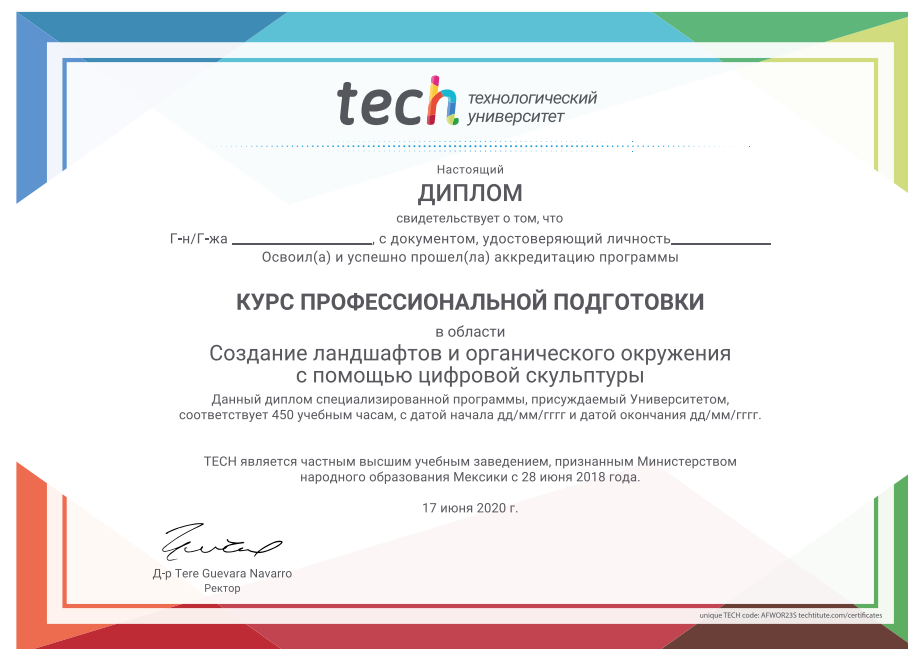 tech технологический
университет
Настоящий
ДИПЛОМ
свидетельствует о том, что
Г-н/Г-жа ____________________, с документом, удостоверяющий личность______________
Освоил(а) и успешно прошел(ла) аккредитацию программы
КУРС ПРОФЕССИОНАЛЬНОЙ ПОДГОТОВКИ
в области
Создание ландшафтов и органического окружения
с помощью цифровой скульптуры
Данный диплом специализированной программы, присуждаемый Университетом,
соответствует 450 учебным часам, с датой начала дд/мм/гггг и датой окончания дд/мм/гггг.
TECH является частным высшим учебным заведением, признанным Министерством
народного образования Мексики с 28 июня 2018 года.
17 июня 2020 г.
Д-р Tere Guevara Navarro
Ректор
unique TECH code: AFWOR23S techtitute.com/certificates